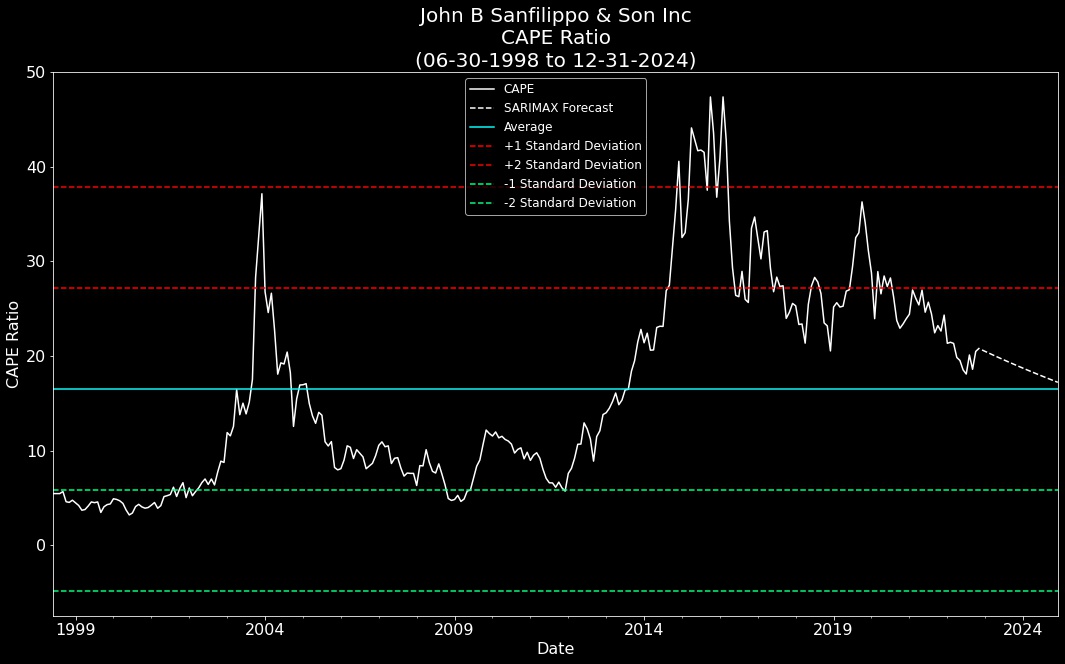 John B Sanfilippo & Son Inc
CAPE Ratio
(06-30-1998 to 12-31-2024)
CAPE
SARIMAX Forecast
Average
+1 Standard Deviation
+2 Standard Deviation
-1 Standard Deviation
-2 Standard Deviation
50
40
30
20
10
0
CAPE Ratio
1999
2004
2009
2014
2019
2024
Date